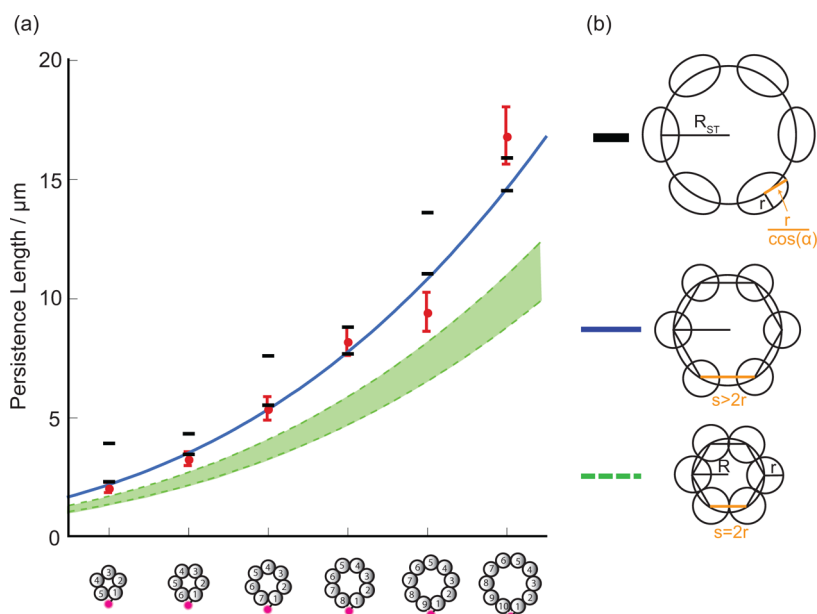 (a)
(b)
Persistence Length / μm
20
15
10
5
0
R_ST
r
r
cos(α)
s>2r
R
r
s=2r
4 3 2 1 5
4 3 2 1 6 5
4 3 2 1 7 6 5
5 4 3 2 1 8 7 6
5 4 3 2 1 9 8 7 6
6 5 4 3 2 1 10 9 8 7